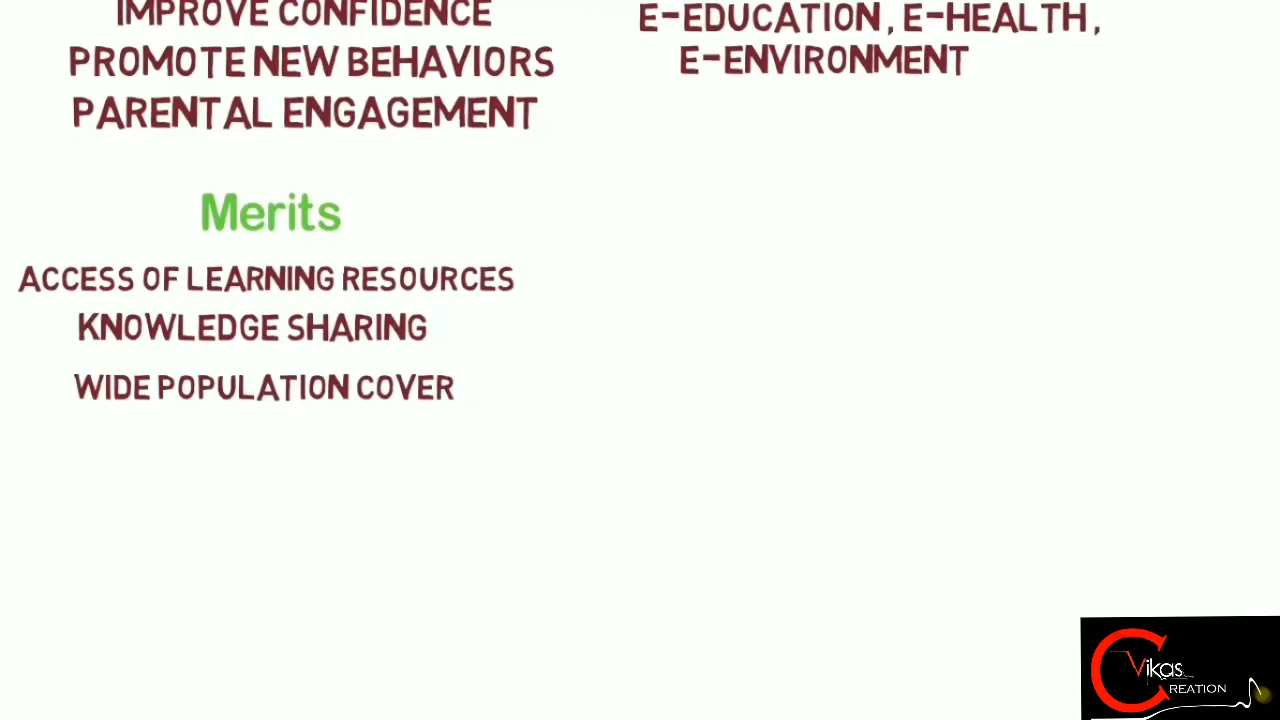 IMPROVE CONFIDENCE
PROMOTE NEW BEHAVIORS
PARENTAL ENGAGEMENT
E-EDUCATION, E-HEALTH,
E-ENVIRONMENT
Merits
ACCESS OF LEARNING RESOURCES
KNOWLEDGE SHARING
WIDE POPULATION COVER
Vikas
CREATION